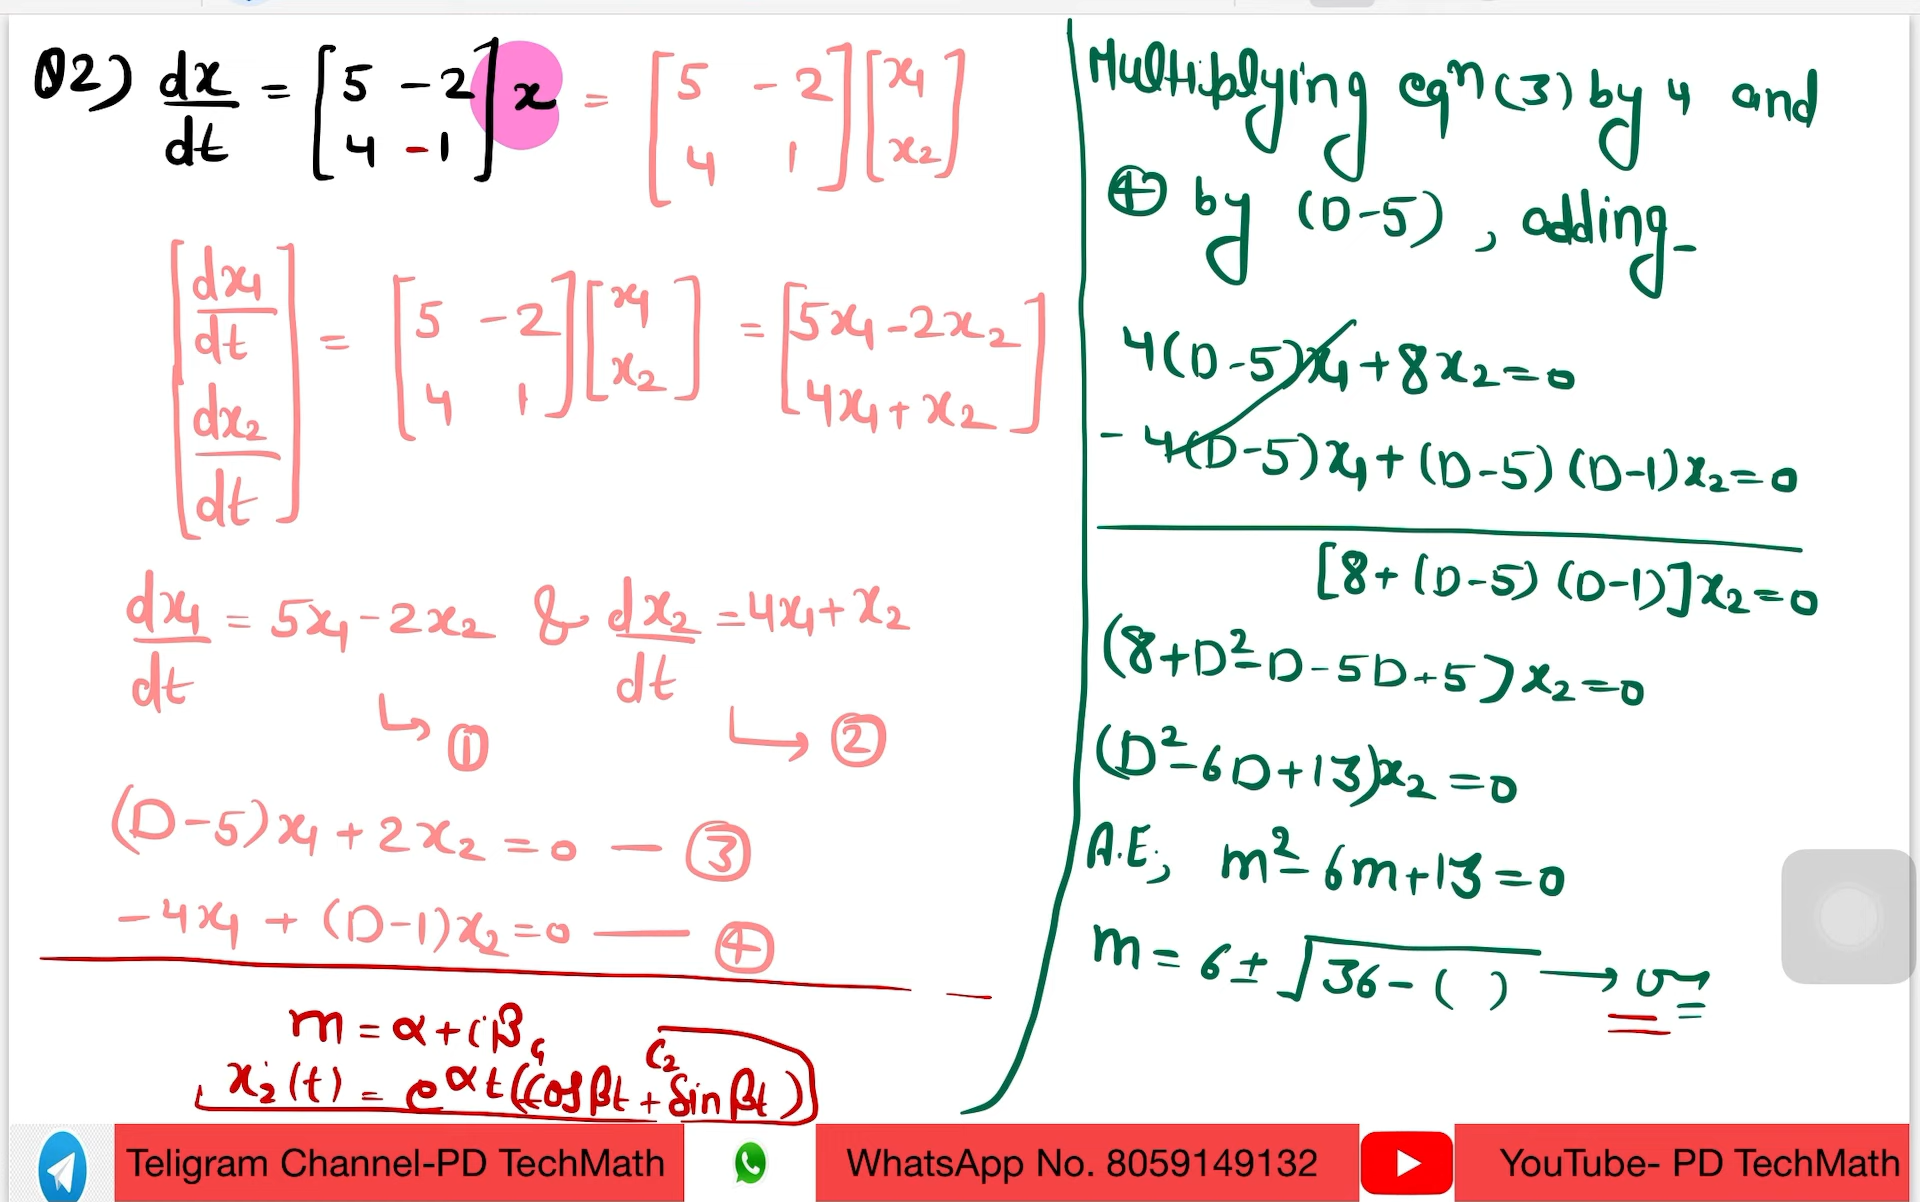 Q2) dx/dt = [5 -2; 4 -1] x = [5 -2; 4 1] [x1; x2]
[dx1/dt; dx2/dt] = [5 -2; 4 1] [x1; x2] = [5x1 - 2x2; 4x1 + x2]
dx1/dt = 5x1 - 2x2 & dx2/dt = 4x1 + x2
↳ ① ↳ ②
(D-5)x1 + 2x2 = 0 — ③
-4x1 + (D-1)x2 = 0 — ④
m = α + iβ
x2(t) = e^αt (c1 cos βt + c2 sin βt)
Multiplying eqn (3) by 4 and
④ by (D-5), adding-
4(D-5)x1 + 8x2 = 0
-4(D-5)x1 + (D-5)(D-1)x2 = 0
[8 + (D-5)(D-1)]x2 = 0
(8 + D² - D - 5D + 5)x2 = 0
(D² - 6D + 13)x2 = 0
A.E., m² - 6m + 13 = 0
m = 6 ± √36 - ( ) →
Teligram Channel-PD TechMath
WhatsApp No. 8059149132
YouTube- PD TechMath